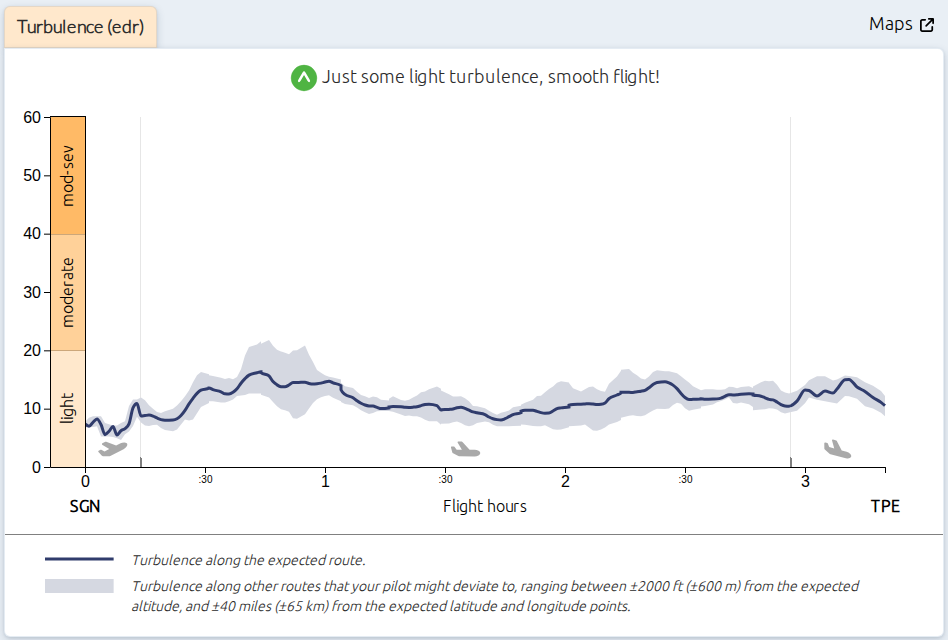 Turbulence (edr)
Maps
Just some light turbulence, smooth flight!
60
50
40
30
20
10
0
mod-sev
moderate
light
0 :30 1 :30 2 :30 3
SGN Flight hours TPE
Turbulence along the expected route.
Turbulence along other routes that your pilot might deviate to, ranging between ±2000 ft (±600 m) from the expected
altitude, and ±40 miles (±65 km) from the expected latitude and longitude points.